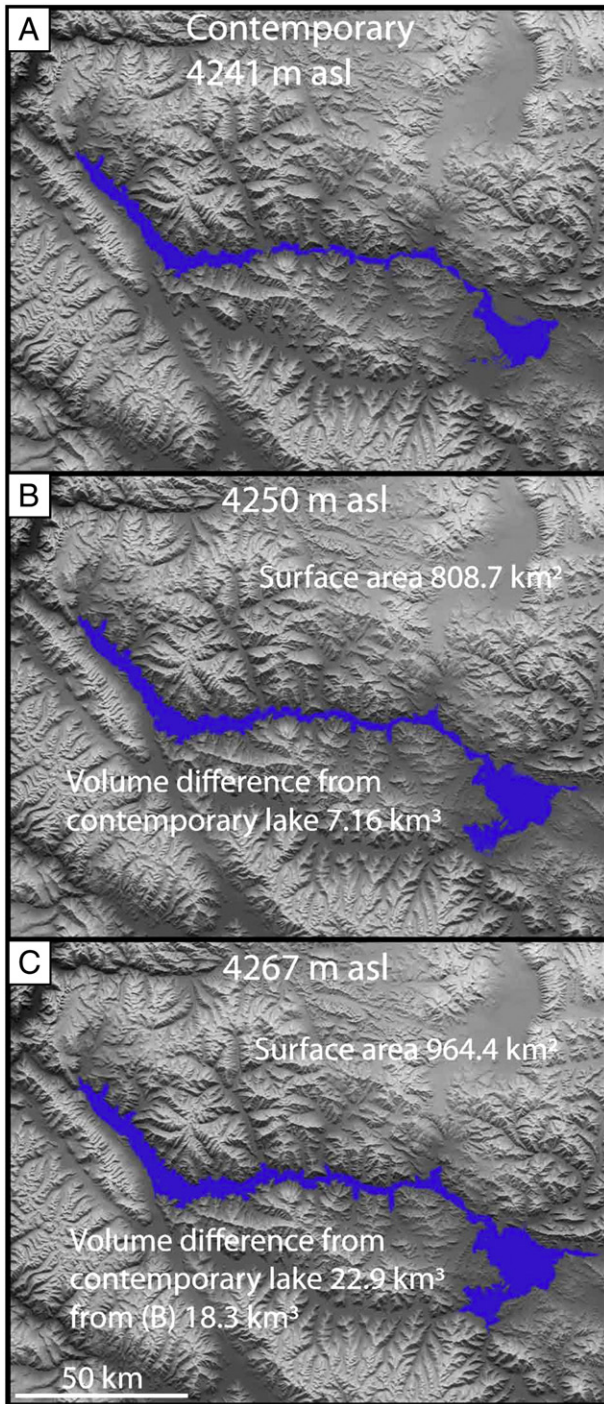 A
Contemporary
4241 m asl
B
4250 m asl
Surface area 808.7 km²
Volume difference from
contemporary lake 7.16 km³
C
4267 m asl
Surface area 964.4 km²
Volume difference from
contemporary lake 22.9 km³
from (B) 18.3 km³
50 km